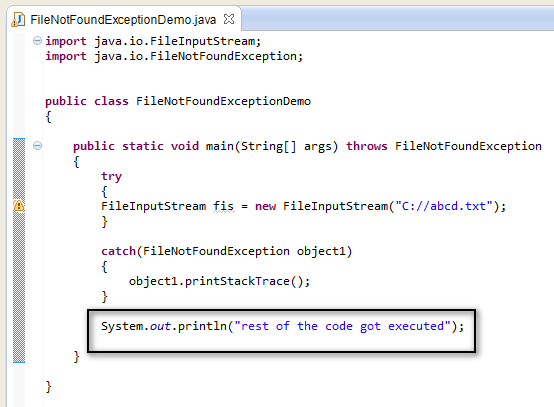 FileNotFoundExceptionDemo.java
import java.io.FileInputStream;
import java.io.FileNotFoundException;
public class FileNotFoundExceptionDemo
{
public static void main(String[] args) throws FileNotFoundException
{
try
{
FileInputStream fis = new FileInputStream("C://abcd.txt");
}
catch(FileNotFoundException object1)
{
object1.printStackTrace();
}
System.out.println("rest of the code got executed");
}
}